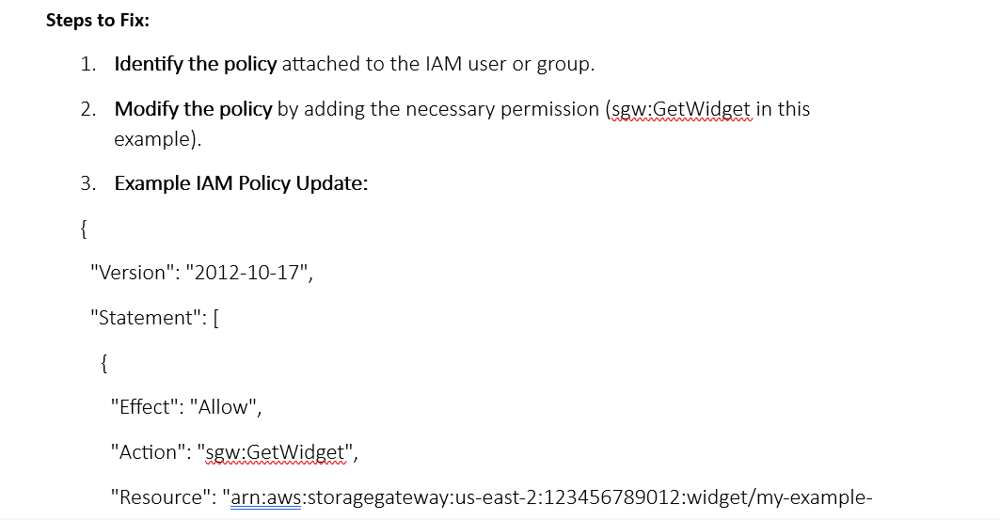 Steps to Fix:
1. Identify the policy attached to the IAM user or group.
2. Modify the policy by adding the necessary permission (sgw:GetWidget in this
example).
3. Example IAM Policy Update:
{
"Version": "2012-10-17",
"Statement": [
{
"Effect": "Allow",
"Action": "sgw:GetWidget",
"Resource": "arn:aws:storagegateway:us-east-2:123456789012:widget/my-example-